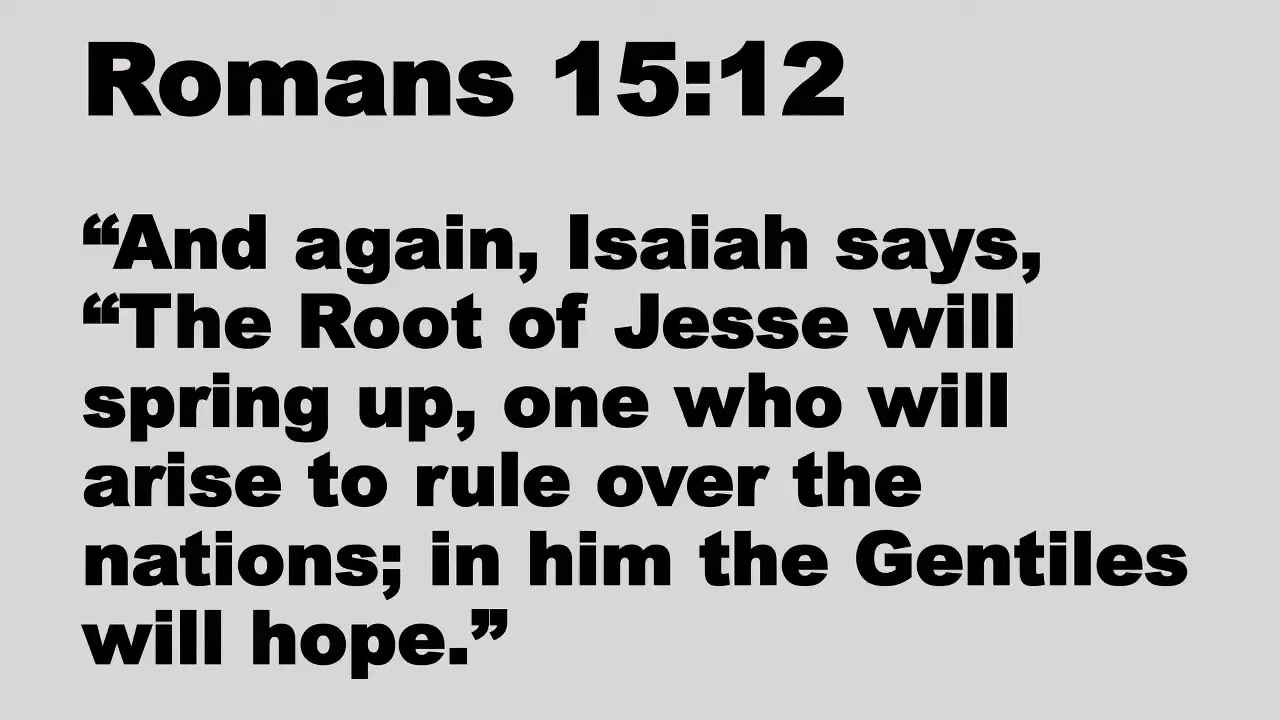 Romans 15:12
“And again, Isaiah says,
“The Root of Jesse will
spring up, one who will
arise to rule over the
nations; in him the Gentiles
will hope.”